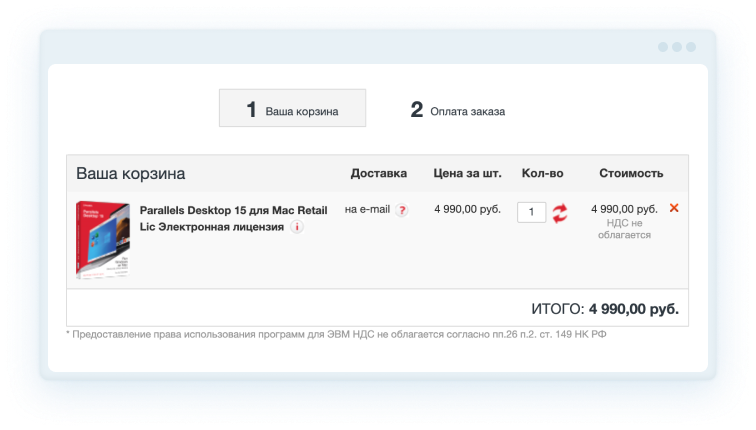 1 Ваша корзина
2 Оплата заказа
Ваша корзина Доставка Цена за шт. Кол-во Стоимость
Parallels Desktop 15 для Mac Retail
Lic Электронная лицензия i
на e-mail ?
4 990,00 руб.
1
4 990,00 руб.
НДС не
облагается
Parallels
Desktop 15
ИТОГО: 4 990,00 руб.
* Предоставление права использования программ для ЭВМ НДС не облагается согласно пп.26 п.2. ст. 149 НК РФ